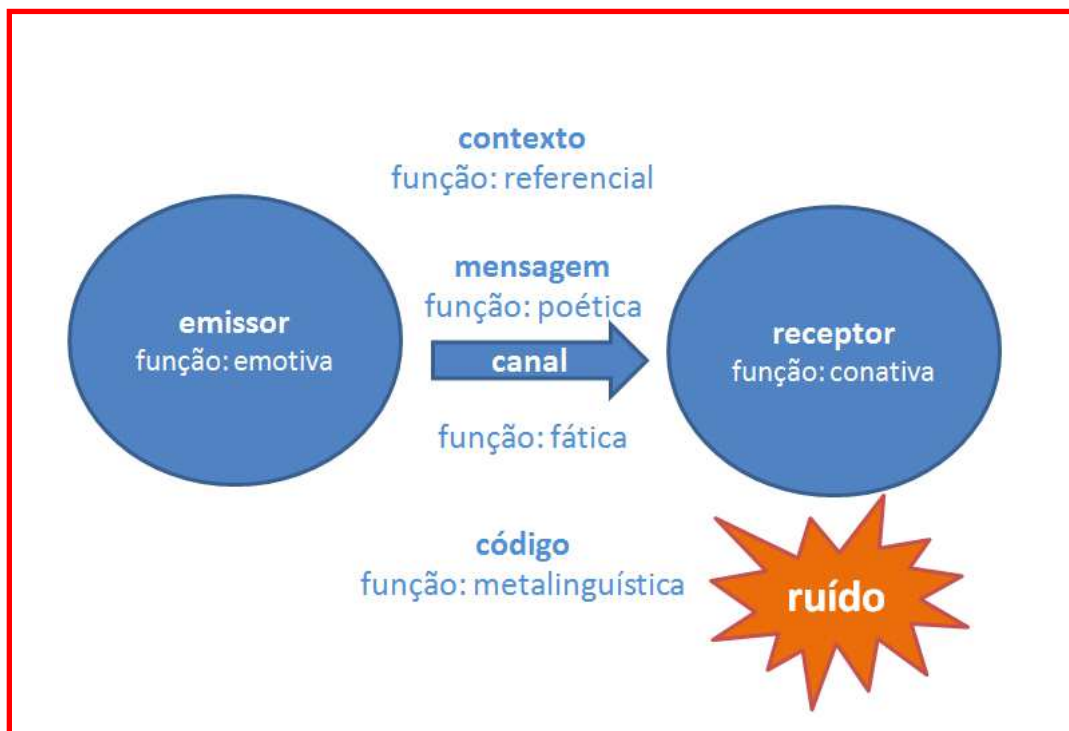 contexto
função: referencial
mensagem
função: poética
emissor
função: emotiva
canal
receptor
função: conativa
função: fática
código
função: metalinguística
ruído